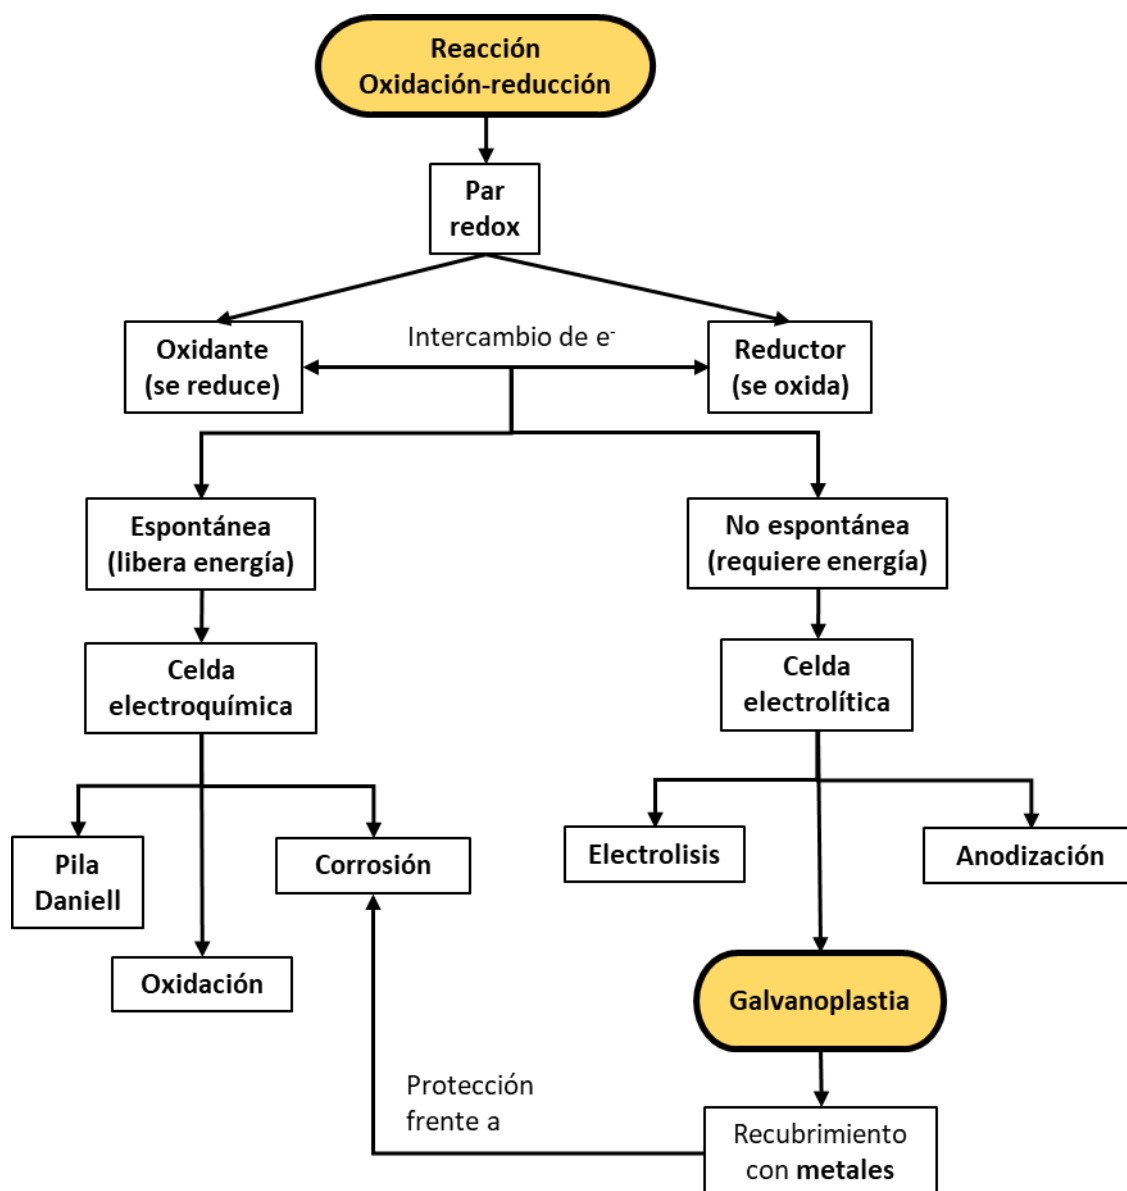 Reacción
Oxidación-reducción
Par
redox
Oxidante
(se reduce)
Intercambio de e⁻
Reductor
(se oxida)
Espontánea
(libera energía)
No espontánea
(requiere energía)
Celda
electroquímica
Celda
electrolítica
Pila
Daniell
Corrosión
Electrolisis
Anodización
Oxidación
Galvanoplastia
Protección
frente a
Recubrimiento
con metales